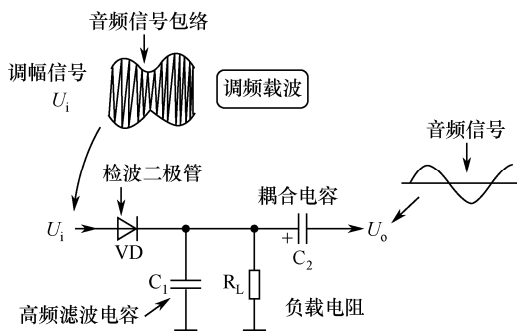 音频信号包络
调幅信号
Ui
调频载波
音频信号
检波二极管
耦合电容
Ui
VD
+
C2
Uo
C1
RL
高频滤波电容
负载电阻